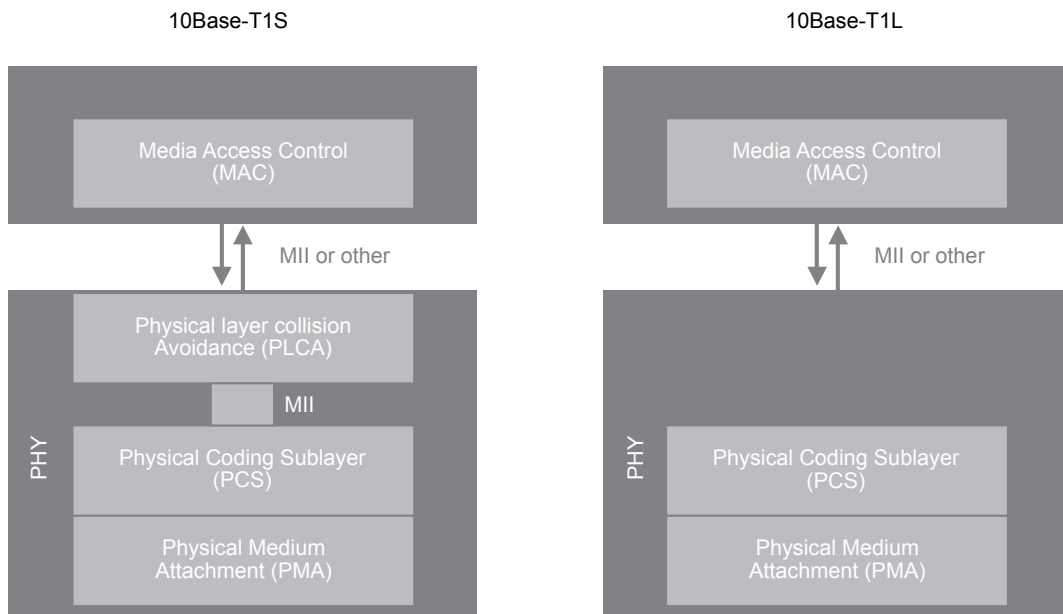 10Base-T1S
Media Access Control
(MAC)
MII or other
Physical layer collision
Avoidance (PLCA)
MII
PHY
Physical Coding Sublayer
(PCS)
Physical Medium
Attachment (PMA)
10Base-T1L
Media Access Control
(MAC)
MII or other
PHY
Physical Coding Sublayer
(PCS)
Physical Medium
Attachment (PMA)